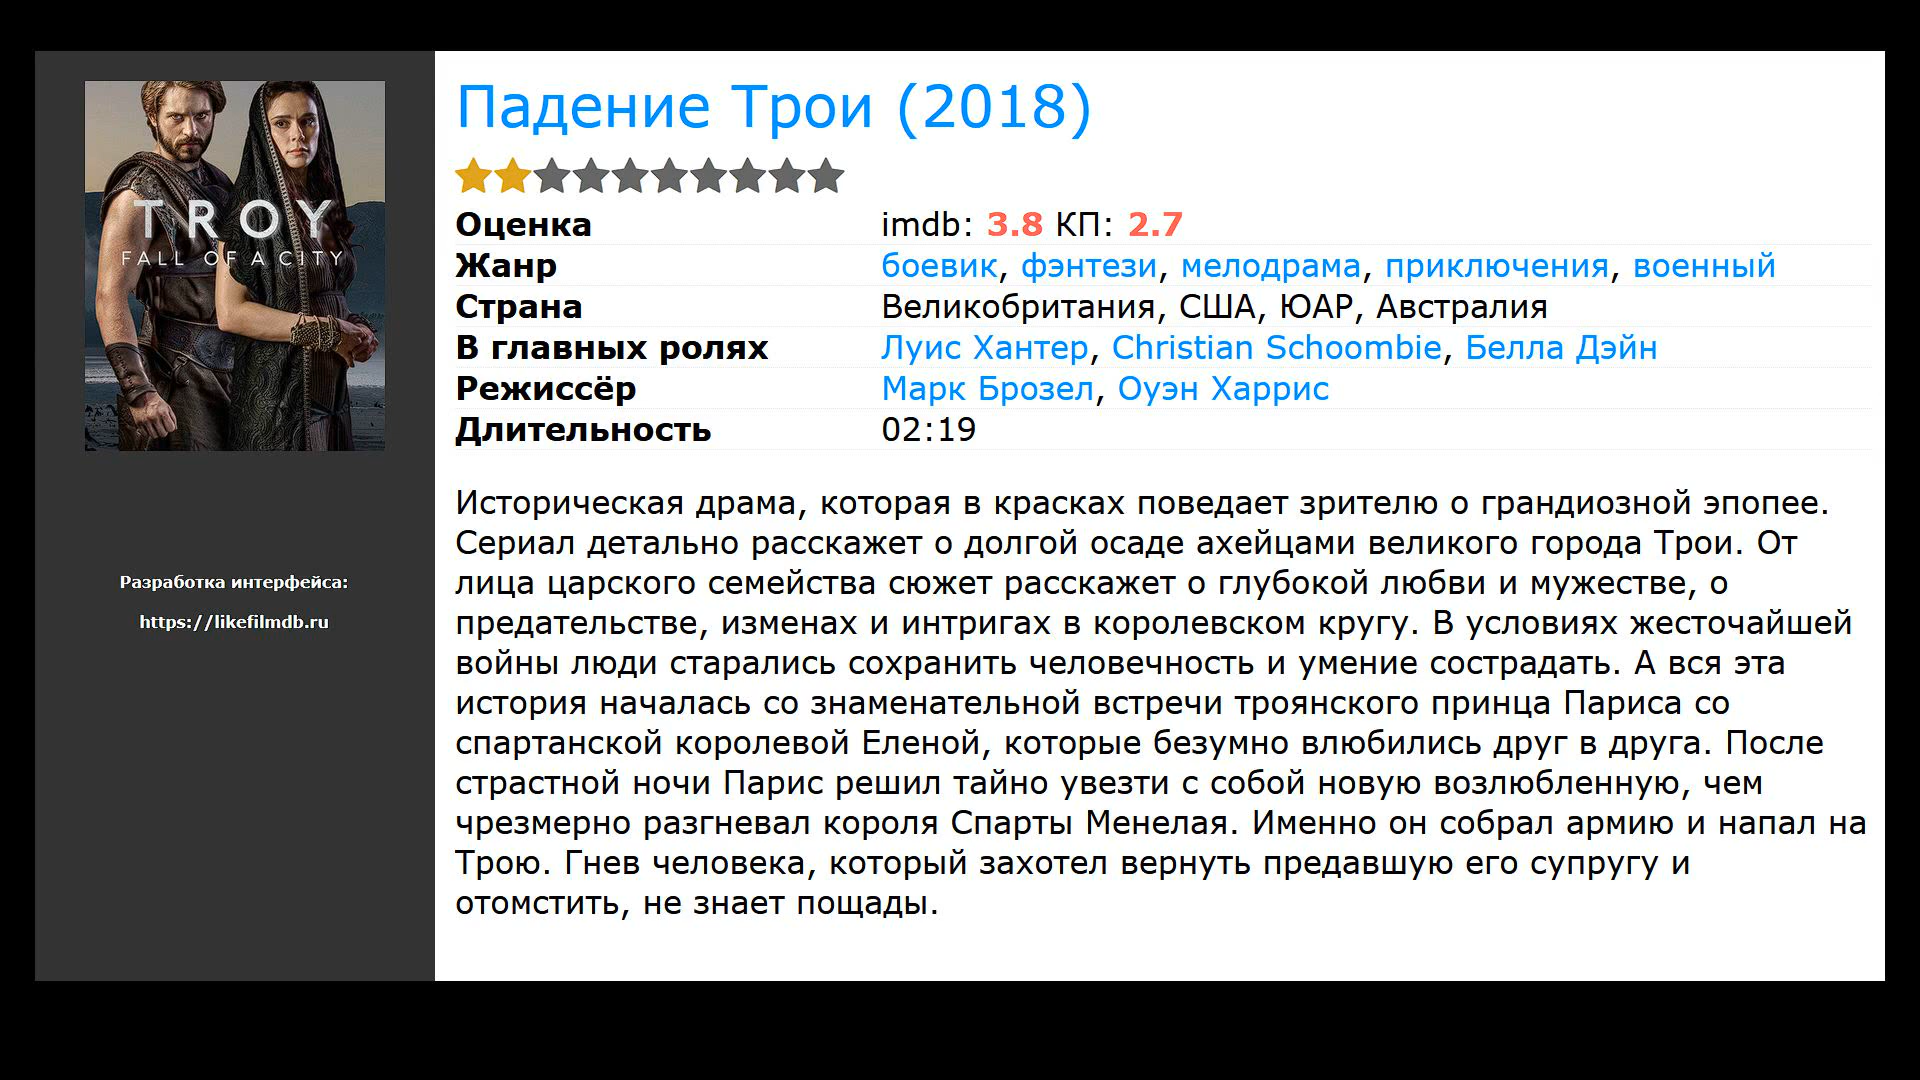 TROY
FALL OF A CITY
Разработка интерфейса:
https://likefilmdb.ru
Падение Трои (2018)
Оценка imdb: 3.8 КП: 2.7
Жанр боевик, фэнтези, мелодрама, приключения, военный
Страна Великобритания, США, ЮАР, Австралия
В главных ролях Луис Хантер, Christian Schoombie, Белла Дэйн
Режиссёр Марк Брозел, Оуэн Харрис
Длительность 02:19
Историческая драма, которая в красках поведает зрителю о грандиозной эпопее.
Сериал детально расскажет о долгой осаде ахейцами великого города Трои. От
лица царского семейства сюжет расскажет о глубокой любви и мужестве, о
предательстве, изменах и интригах в королевском кругу. В условиях жесточайшей
войны люди старались сохранить человечность и умение сострадать. А вся эта
история началась со знаменательной встречи троянского принца Париса со
спартанской королевой Еленой, которые безумно влюбились друг в друга. После
страстной ночи Парис решил тайно увезти с собой новую возлюбленную, чем
чрезмерно разгневал короля Спарты Менелая. Именно он собрал армию и напал на
Трою. Гнев человека, который захотел вернуть предавшую его супругу и
отомстить, не знает пощады.